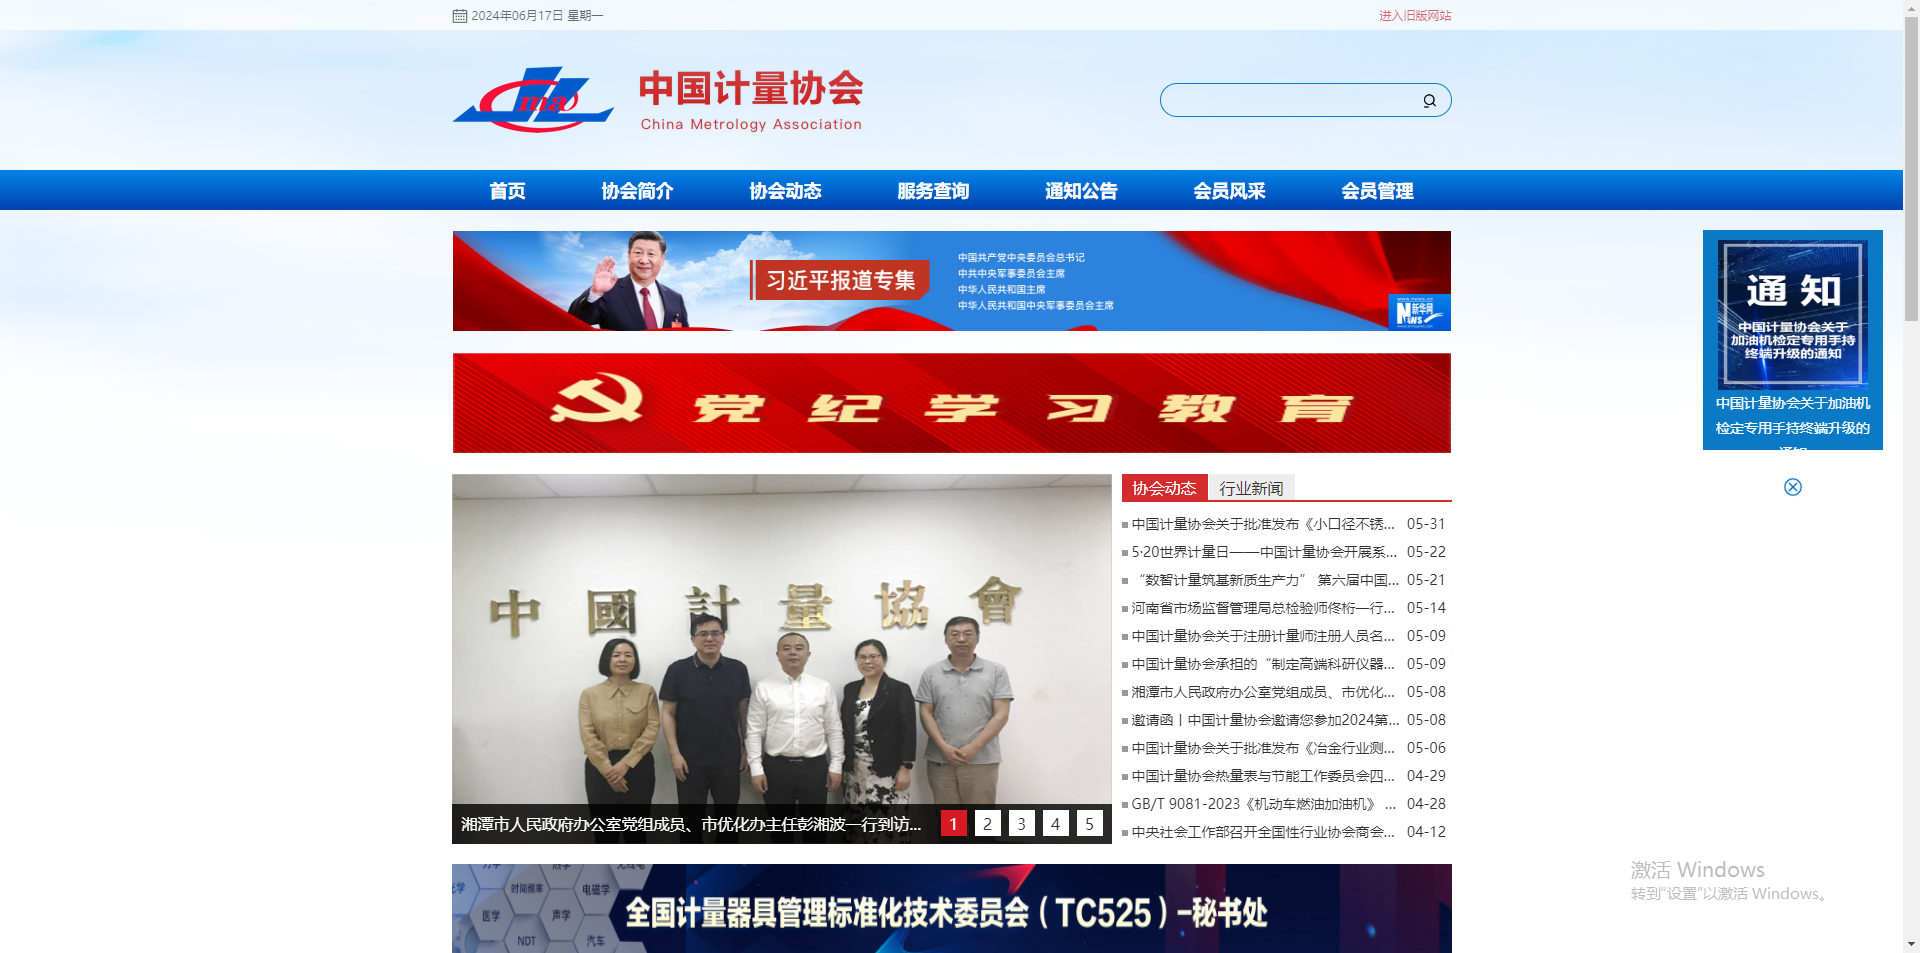 2024年06月17日 星期一
进入旧版网站
cma
中国计量协会
China Metrology Association
首页
协会简介
协会动态
服务查询
通知公告
会员风采
会员管理
习近平报道专集
中国共产党中央委员会总书记
中共中央军事委员会主席
中华人民共和国主席
中华人民共和国中央军事委员会主席
新华网
NEWS
通知
中国计量协会关于
加油机检定专用手持
终端升级的通知
中国计量协会关于加油机
检定专用手持终端升级的
通知
党纪学习教育
中國計量協會
湘潭市人民政府办公室党组成员、市优化办主任彭湘波一行到访...
1 2 3 4 5
协会动态
行业新闻
中国计量协会关于批准发布《小口径不锈... 05-31
5·20世界计量日——中国计量协会开展系... 05-22
“数智计量筑基新质生产力” 第六届中国... 05-21
河南省市场监督管理局总检验师佟桁一行... 05-14
中国计量协会关于注册计量师注册人员名... 05-09
中国计量协会承担的“制定高端科研仪器... 05-09
湘潭市人民政府办公室党组成员、市优化... 05-08
邀请函丨中国计量协会邀请您参加2024第... 05-08
中国计量协会关于批准发布《冶金行业测... 05-06
中国计量协会热量表与节能工作委员会四... 04-29
GB/T 9081-2023《机动车燃油加油机》 ... 04-28
中央社会工作部召开全国性行业协会商会... 04-12
时间频率
电磁学
医学
声学
NDT
汽车
全国计量器具管理标准化技术委员会（TC525）-秘书处
激活 Windows
转到“设置”以激活 Windows。